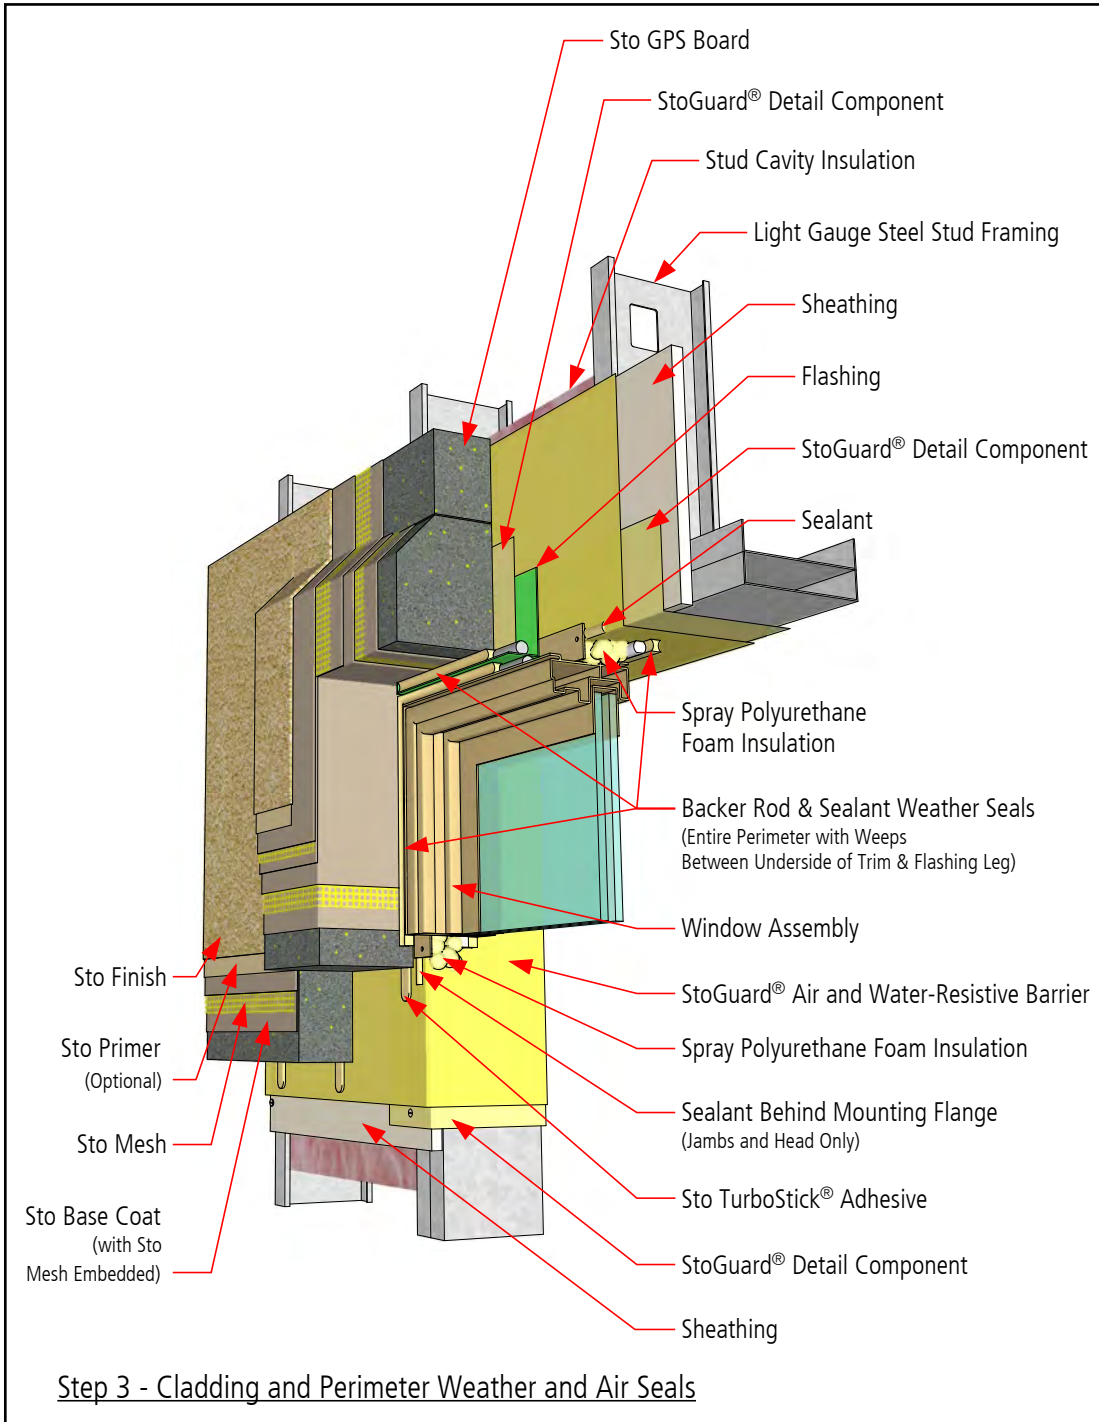 Sto GPS Board
StoGuard® Detail Component
Stud Cavity Insulation
Light Gauge Steel Stud Framing
Sheathing
Flashing
StoGuard® Detail Component
Sealant
Spray Polyurethane
Foam Insulation
Backer Rod & Sealant Weather Seals
(Entire Perimeter with Weeps
Between Underside of Trim & Flashing Leg)
Window Assembly
StoGuard® Air and Water-Resistive Barrier
Spray Polyurethane Foam Insulation
Sealant Behind Mounting Flange
(Jambs and Head Only)
Sto TurboStick® Adhesive
StoGuard® Detail Component
Sheathing
Sto Finish
Sto Primer
(Optional)
Sto Mesh
Sto Base Coat
(with Sto
Mesh Embedded)
Step 3 - Cladding and Perimeter Weather and Air Seals